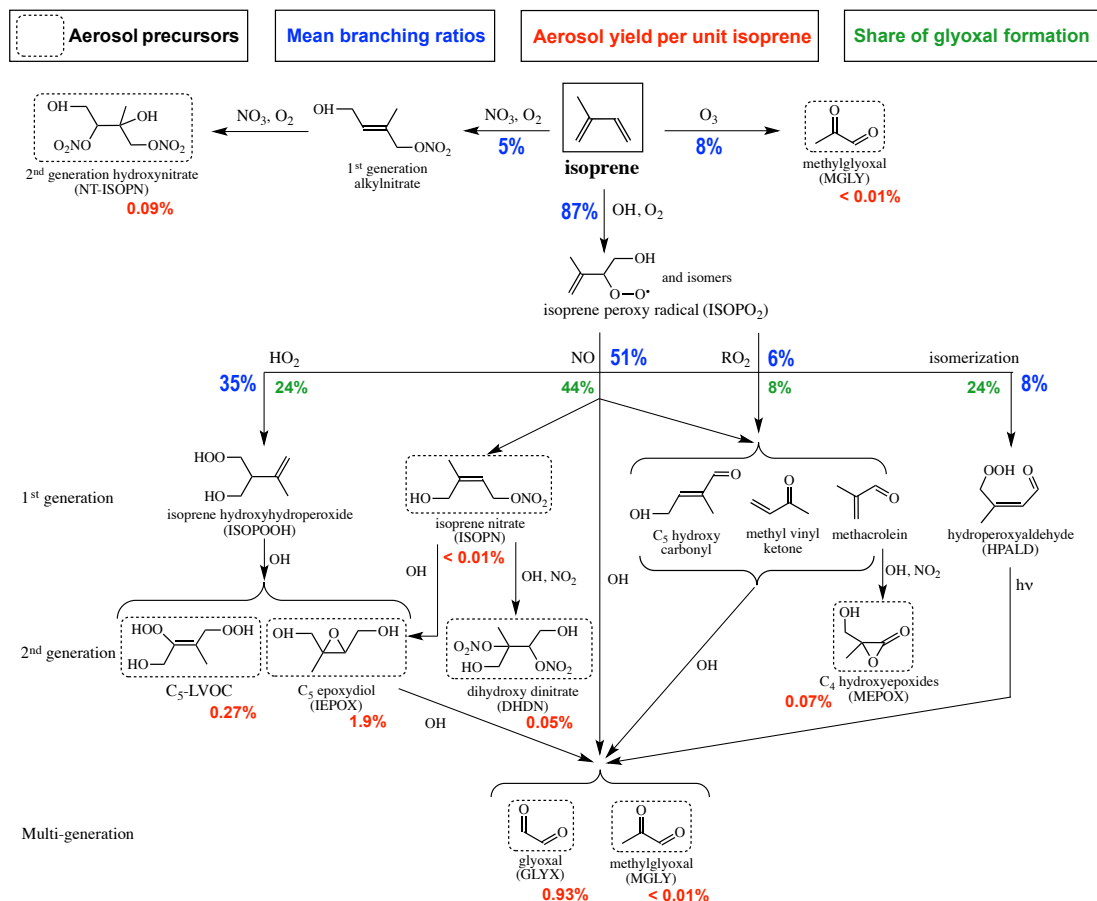 Aerosol precursors
Mean branching ratios
Aerosol yield per unit isoprene
Share of glyoxal formation
OH
OH
O₂NO
ONO₂
2nd generation hydroxynitrate
(NT-ISOPN)
0.09%
NO₃, O₂
OH
ONO₂
1st generation
alkylnitrate
NO₃, O₂
5%
isoprene
O₃
8%
O
O
methylglyoxal
(MGLY)
< 0.01%
87%
OH, O₂
OH
O–O•
and isomers
isoprene peroxy radical (ISOPO₂)
HO₂
35%
24%
NO
51%
44%
RO₂
6%
8%
isomerization
24%
8%
1st generation
HOO
HO
isoprene hydroxyhydroperoxide
(ISOPOOH)
OH
HO
ONO₂
isoprene nitrate
(ISOPN)
< 0.01%
OH
OH, NO₂
OH
O
HO
C₅ hydroxy
carbonyl
O
methyl vinyl
ketone
O
methacrolein
OH, NO₂
OOH
O
hydroperoxyaldehyde
(HPALD)
hν
2nd generation
HOO
OOH
HO
C₅-LVOC
0.27%
HO
O
HO
C₅ epoxydiol
(IEPOX)
1.9%
OH
O₂NO
OH
HO
ONO₂
dihydroxy dinitrate
(DHDN)
0.05%
OH
HO
O
O
C₄ hydroxyepoxides
(MEPOX)
0.07%
Multi-generation
O
O
glyoxal
(GLYX)
0.93%
O
O
methylglyoxal
(MGLY)
< 0.01%